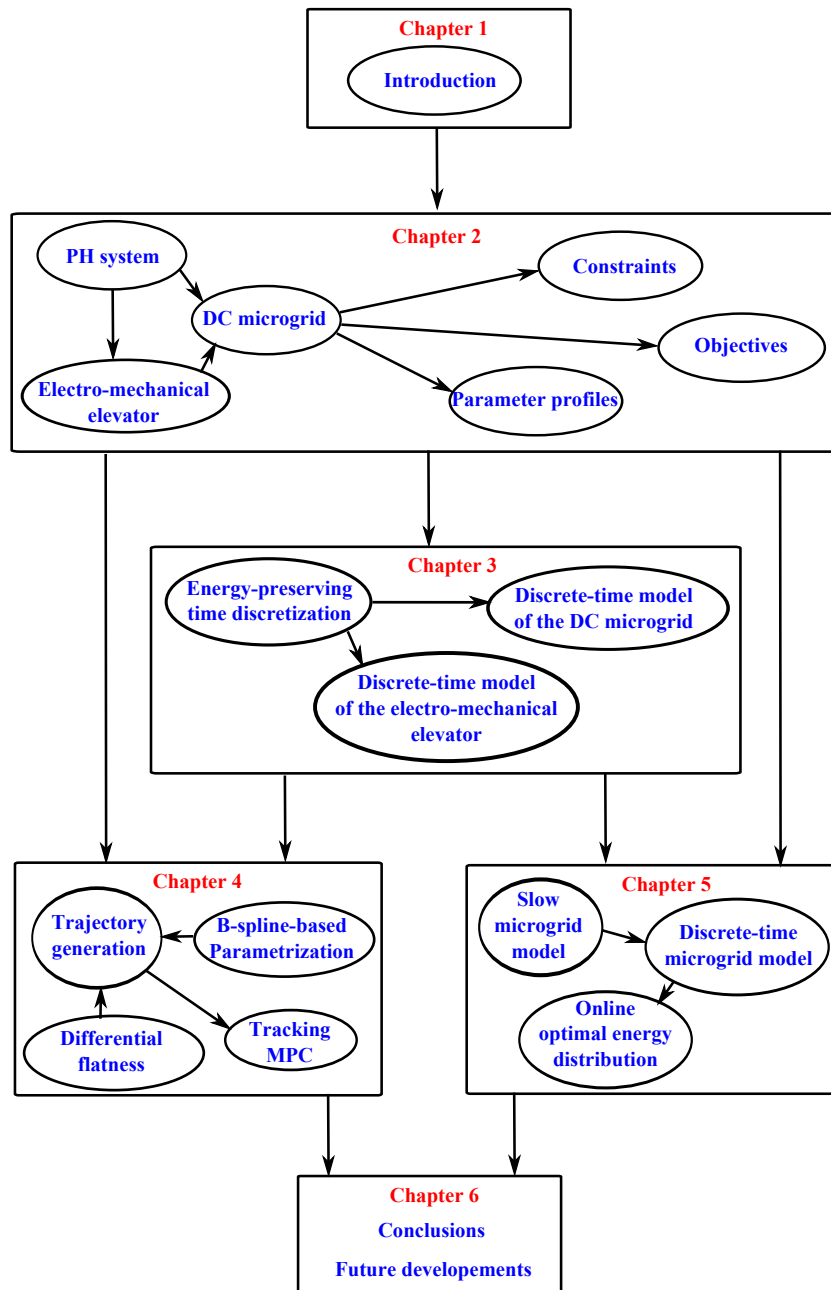 Chapter 1
Introduction
Chapter 2
PH system
Constraints
DC microgrid
Objectives
Electro-mechanical
elevator
Parameter profiles
Chapter 3
Energy-preserving
time discretization
Discrete-time model
of the DC microgrid
Discrete-time model
of the electro-mechanical
elevator
Chapter 4
Trajectory
generation
B-spline-based
Parametrization
Differential
flatness
Tracking
MPC
Chapter 5
Slow
microgrid
model
Discrete-time
microgrid model
Online
optimal energy
distribution
Chapter 6
Conclusions
Future developements